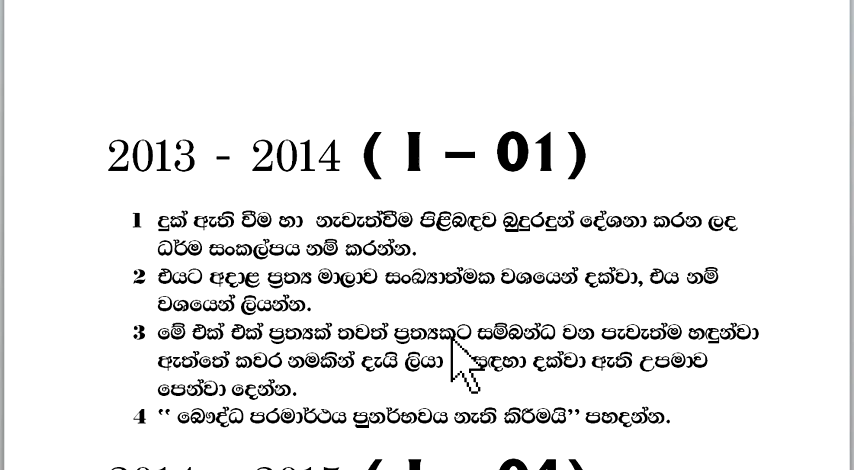 2013 - 2014 ( I – 01)
1 දුක් ඇති වීම හා නැවැත්වීම පිළිබඳව බුදුරදුන් දේශනා කරන ලද
ධර්ම සංකල්පය නම් කරන්න.
2 එයට අදාළ ප්‍රත්‍ය මාලාව සංඛ්‍යාත්මක වශයෙන් දක්වා, එය නම්
වශයෙන් ලියන්න.
3 මේ එක් එක් ප්‍රත්‍යක් තවත් ප්‍රත්‍යකට සම්බන්ධ වන පැවැත්ම හඳුන්වා
ඇත්තේ කවර නමකින් දැයි ලියා දක්වා ඇති උපමාව
පෙන්වා දෙන්න.
4 “ බෞද්ධ පරමාර්ථය පුනර්භවය නැති කිරීමයි” පහදන්න.